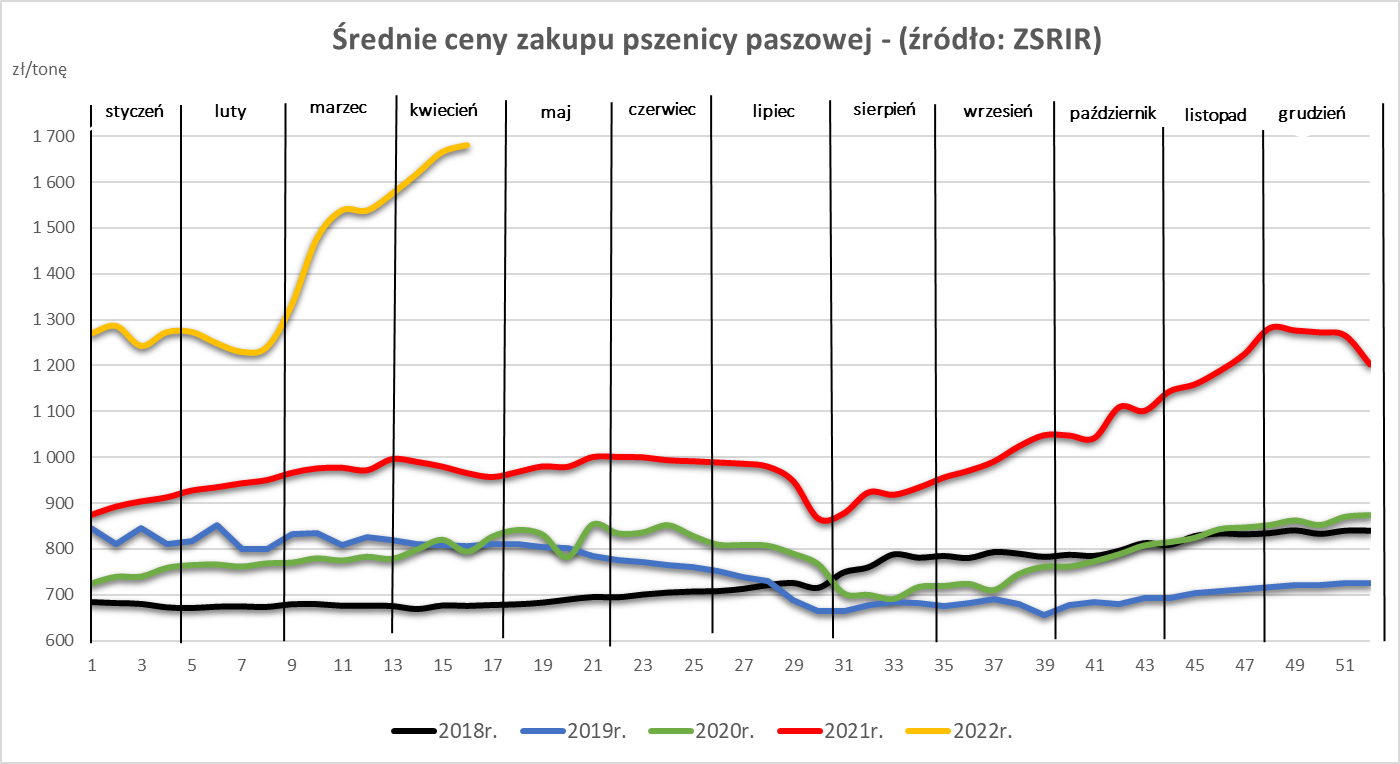 Średnie ceny zakupu pszenicy paszowej - (źródło: ZSRIR)
zł/tonę
styczeń luty marzec kwiecień maj czerwiec lipiec sierpień wrzesień październik listopad grudzień
1 700
1 600
1 500
1 400
1 300
1 200
1 100
1 000
900
800
700
600
1 3 5 7 9 11 13 15 17 19 21 23 25 27 29 31 33 35 37 39 41 43 45 47 49 51
2018r. 2019r. 2020r. 2021r. 2022r.